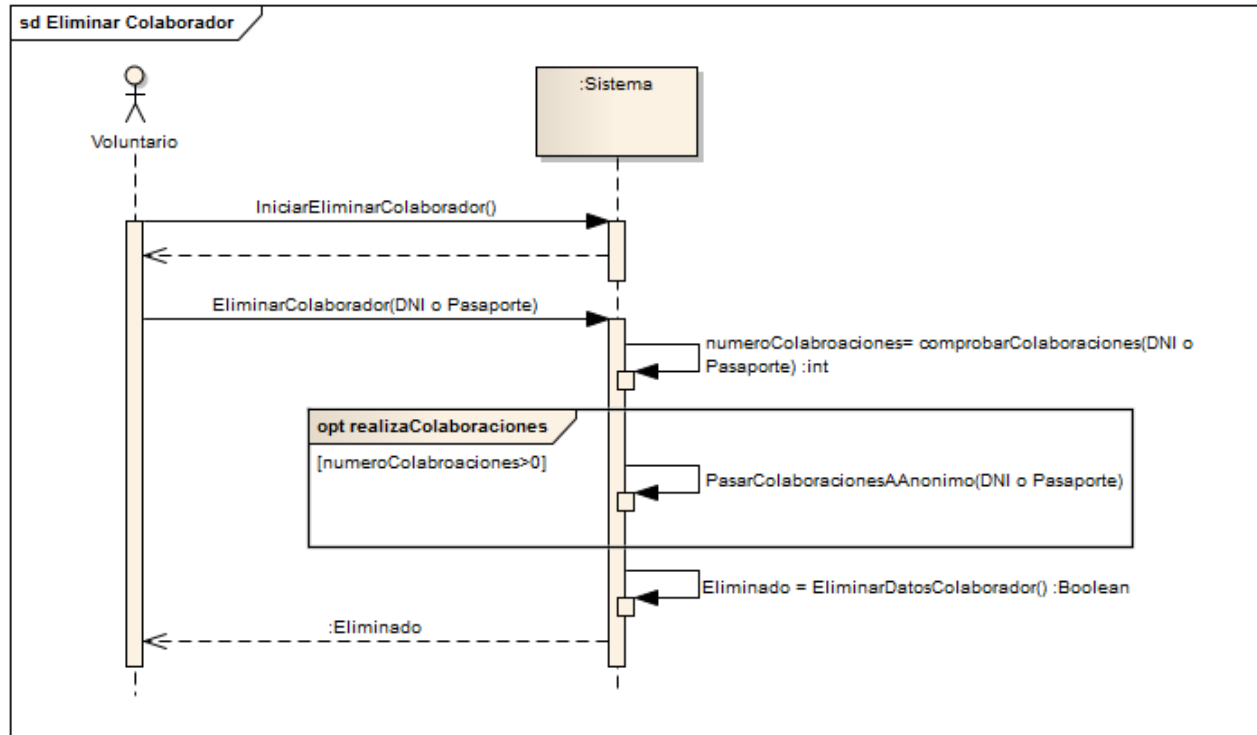 sd Eliminar Colaborador
:Sistema
Voluntario
IniciarEliminarColaborador()
EliminarColaborador(DNI o Pasaporte)
numeroColabroaciones= comprobarColaboraciones(DNI o
Pasaporte) :int
opt realizaColaboraciones
[numeroColabroaciones>0]
PasarColaboracionesAAnonimo(DNI o Pasaporte)
Eliminado = EliminarDatosColaborador() :Boolean
:Eliminado